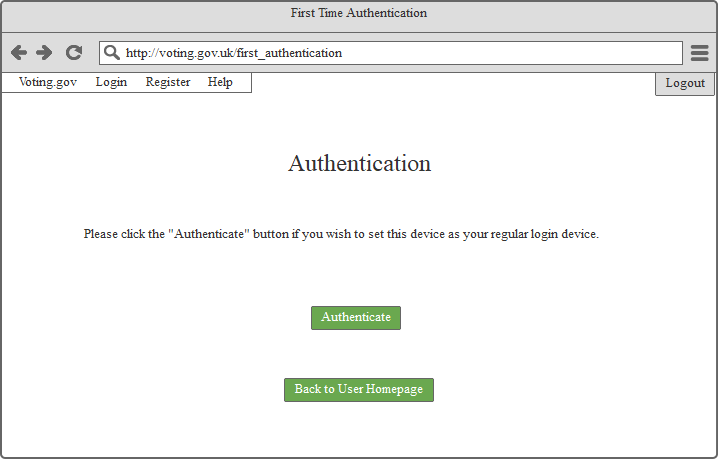 First Time Authentication
http://voting.gov.uk/first_authentication
Voting.gov Login Register Help Logout
Authentication
Please click the "Authenticate" button if you wish to set this device as your regular login device.
Authenticate
Back to User Homepage